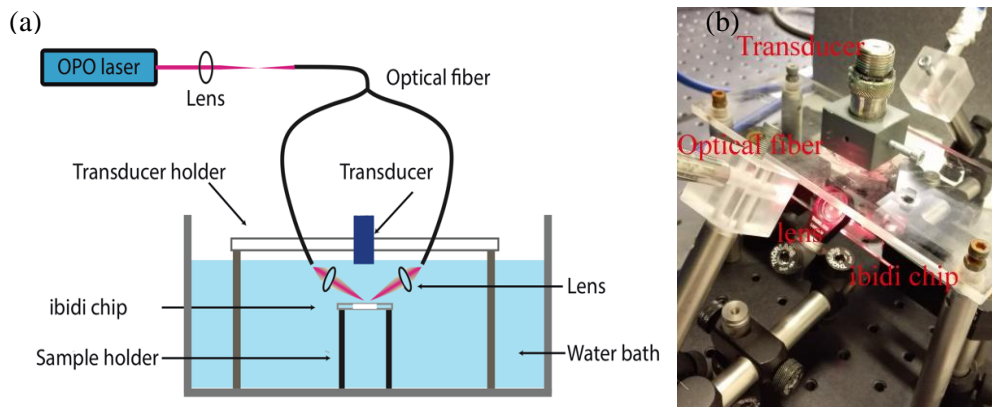 (a)
OPO laser
Lens
Optical fiber
Transducer holder
Transducer
ibidi chip
Lens
Sample holder
Water bath
(b)
Transducer
Optical fiber
lens
ibidi chip